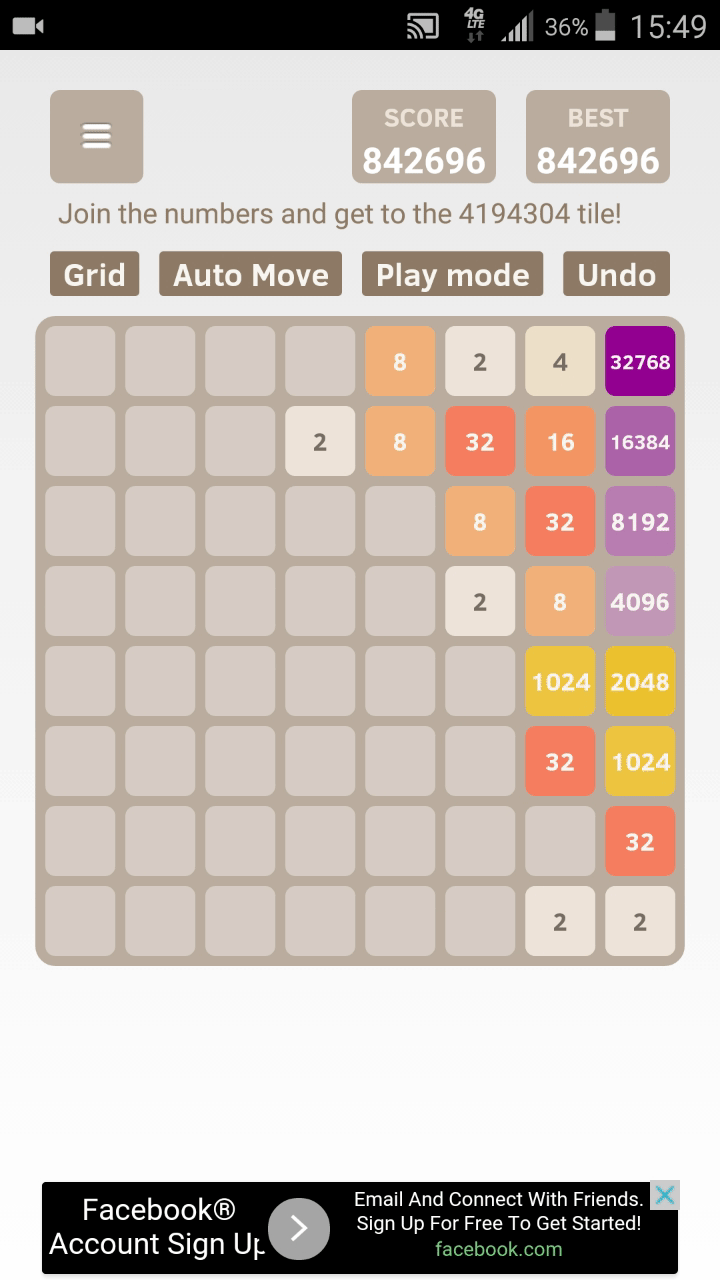 4G LTE 36% 15:49
SCORE BEST
842696 842696
Join the numbers and get to the 4194304 tile!
Grid Auto Move Play mode Undo
8 2 4 32768
2 8 32 16 16384
8 32 8192
2 8 4096
1024 2048
32 1024
32
2 2
Facebook®
Account Sign Up
Email And Connect With Friends.
Sign Up For Free To Get Started!
facebook.com